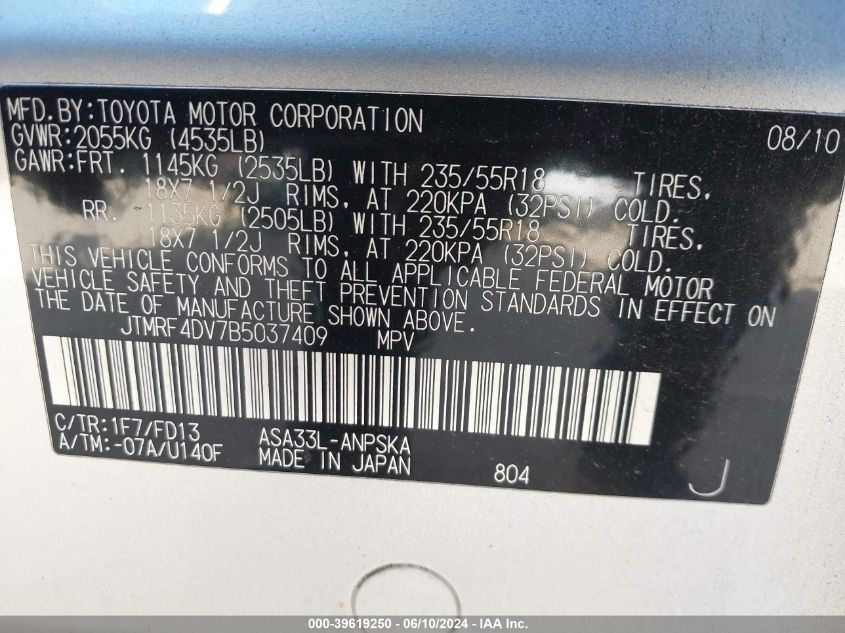 MFD.BY:TOYOTA MOTOR CORPORATION 08/10
GVWR:2055KG (4535LB)
GAWR:FRT. 1145KG (2535LB) WITH 235/55R18 TIRES,
18X7 1/2J RIMS, AT 220KPA (32PSI) COLD.
RR. 1135KG (2505LB) WITH 235/55R18 TIRES,
18X7 1/2J RIMS, AT 220KPA (32PSI) COLD.
THIS VEHICLE CONFORMS TO ALL APPLICABLE FEDERAL MOTOR
VEHICLE SAFETY AND THEFT PREVENTION STANDARDS IN EFFECT ON
THE DATE OF MANUFACTURE SHOWN ABOVE.
JTMRF4DV7B5037409 MPV
C/TR:1F7/FD13 ASA33L-ANPSKA
A/TM:-07A/U140F MADE IN JAPAN 804 J
000-39619250 - 06/10/2024 - IAAI.COM